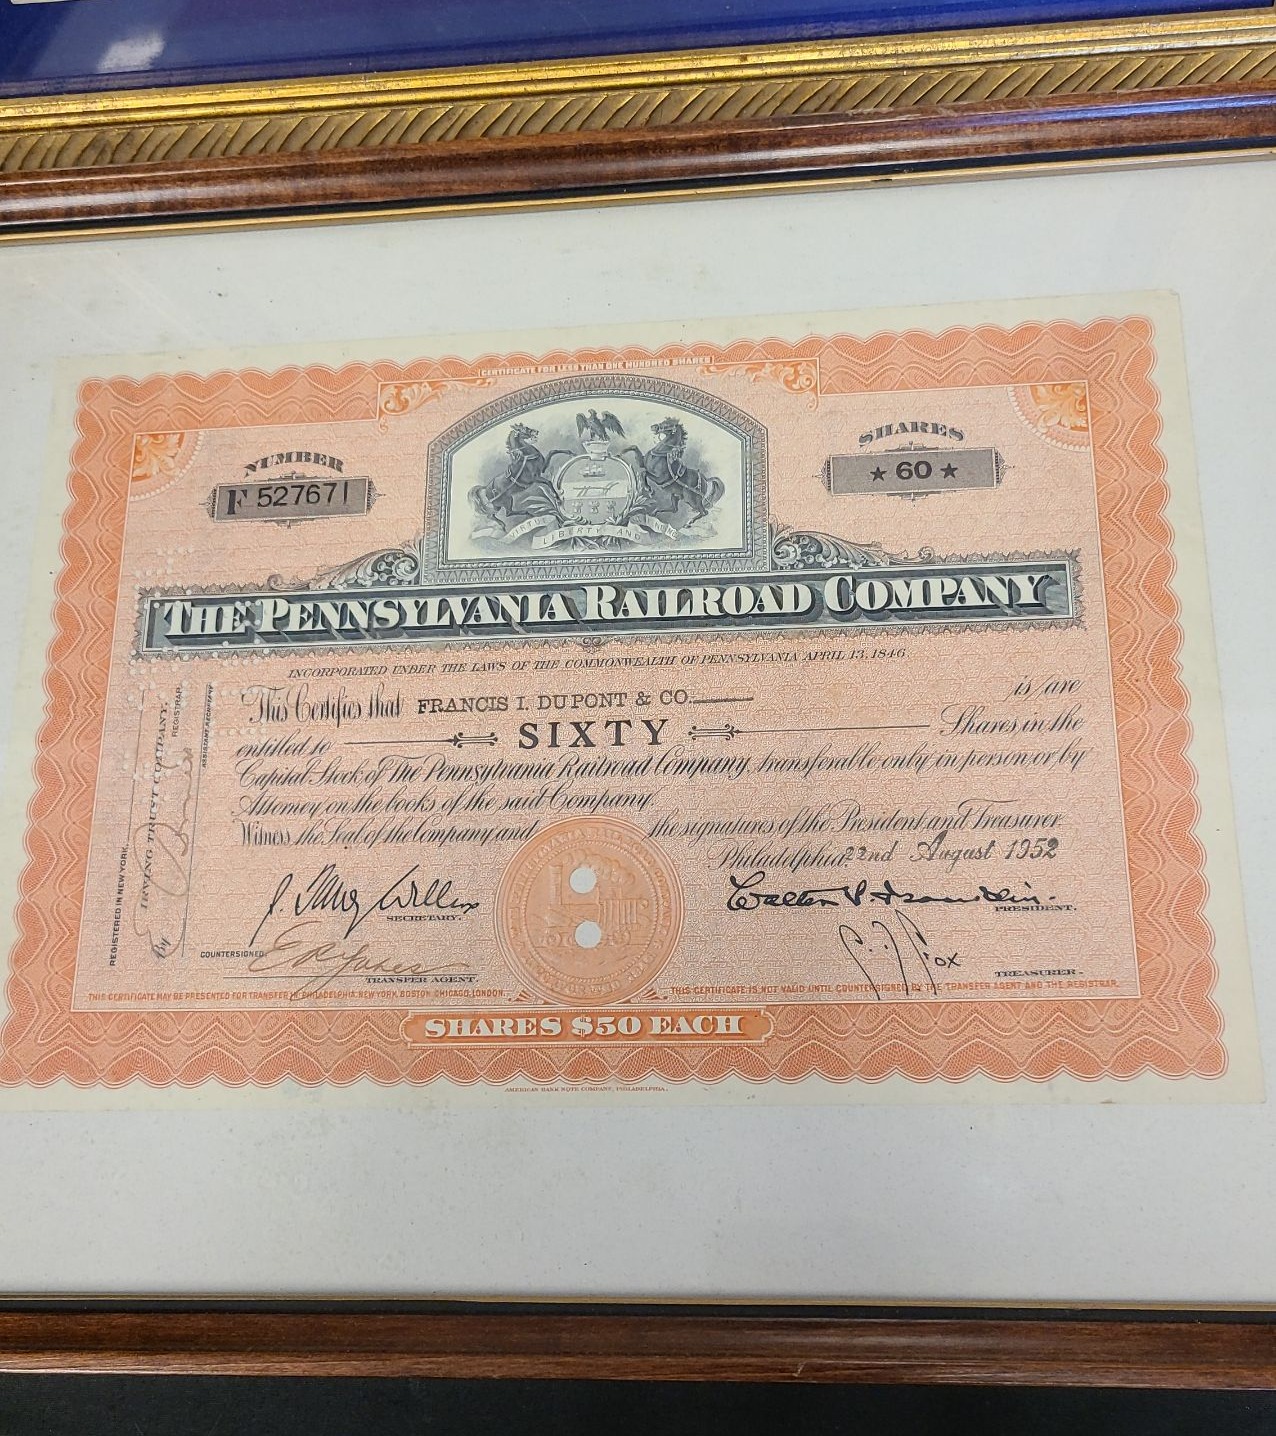 CERTIFICATE FOR LESS THAN ONE HUNDRED SHARES
NUMBER
F 527671
SHARES
★ 60 ★
VIRTUE LIBERTY AND
THE PENNSYLVANIA RAILROAD COMPANY
INCORPORATED UNDER THE LAWS OF THE COMMONWEALTH OF PENNSYLVANIA APRIL 13, 1846
This Certifies that FRANCIS I. DU PONT & CO. is/are
entitled to SIXTY Shares in the
Capital Stock of The Pennsylvania Railroad Company, transferable only in person or by
Attorney on the books of the said Company.
Witness the Seal of the Company and the signatures of the President and Treasurer
Philadelphia 22nd August 1952
SECRETARY.
PRESIDENT.
COUNTERSIGNED
TRANSFER AGENT
TREASURER.
THIS CERTIFICATE MAY BE PRESENTED FOR TRANSFER IN PHILADELPHIA, NEW YORK, BOSTON, CHICAGO, LONDON.
THIS CERTIFICATE IS NOT VALID UNTIL COUNTERSIGNED BY THE TRANSFER AGENT AND THE REGISTRAR.
SHARES $50 EACH
AMERICAN BANK NOTE COMPANY, PHILADELPHIA.
REGISTERED IN NEW YORK,
IRVING TRUST COMPANY,
REGISTRAR
By
ASSISTANT SECRETARY